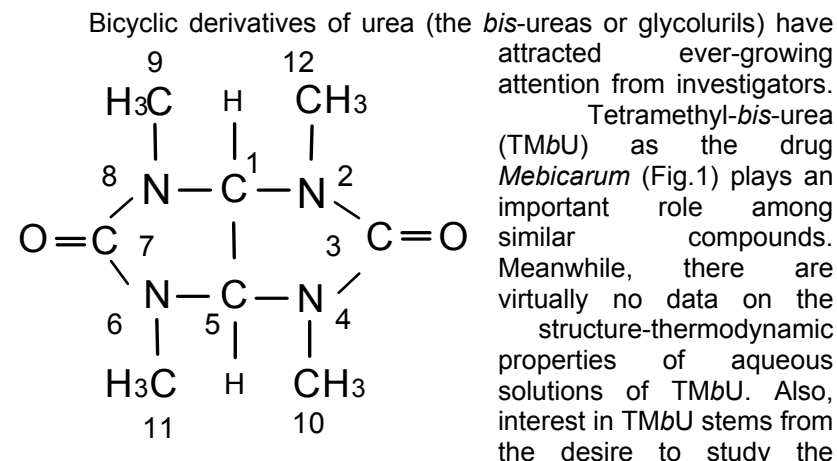 Bicyclic derivatives of urea (the bis-ureas or glycolurils) have
attracted ever-growing
attention from investigators.
Tetramethyl-bis-urea
(TMbU) as the drug
Mebicarum (Fig.1) plays an
important role among
similar compounds.
Meanwhile, there are
virtually no data on the
structure-thermodynamic
properties of aqueous
solutions of TMbU. Also,
interest in TMbU stems from
the desire to study the
9 12
H3C H CH3
8 1 2
N C N
O=C 7 3 C=O
N C N
6 5 4
H3C H CH3
11 10